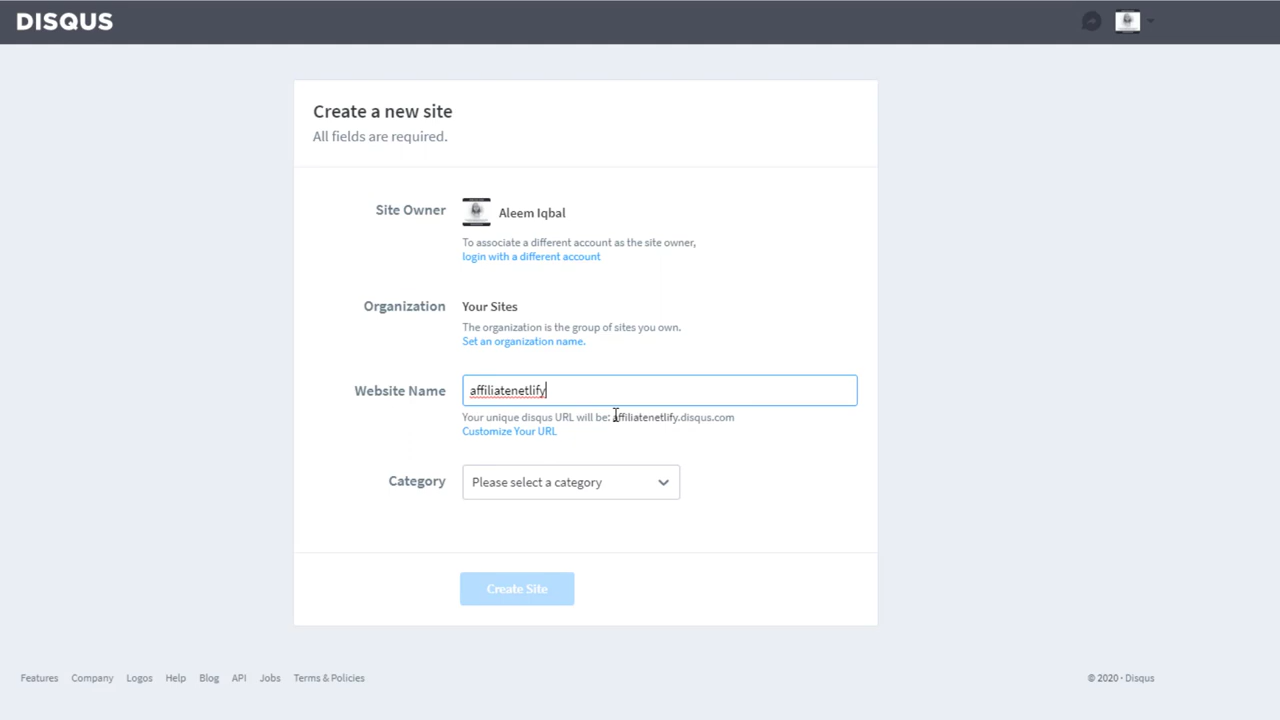 DISQUS
Create a new site
All fields are required.
Site Owner
Aleem Iqbal
To associate a different account as the site owner,
login with a different account
Organization
Your Sites
The organization is the group of sites you own.
Set an organization name.
Website Name
affiliatenetlify
Your unique disqus URL will be: affiliatenetlify.disqus.com
Customize Your URL
Category
Please select a category
Create Site
Features Company Logos Help Blog API Jobs Terms & Policies © 2020 · Disqus